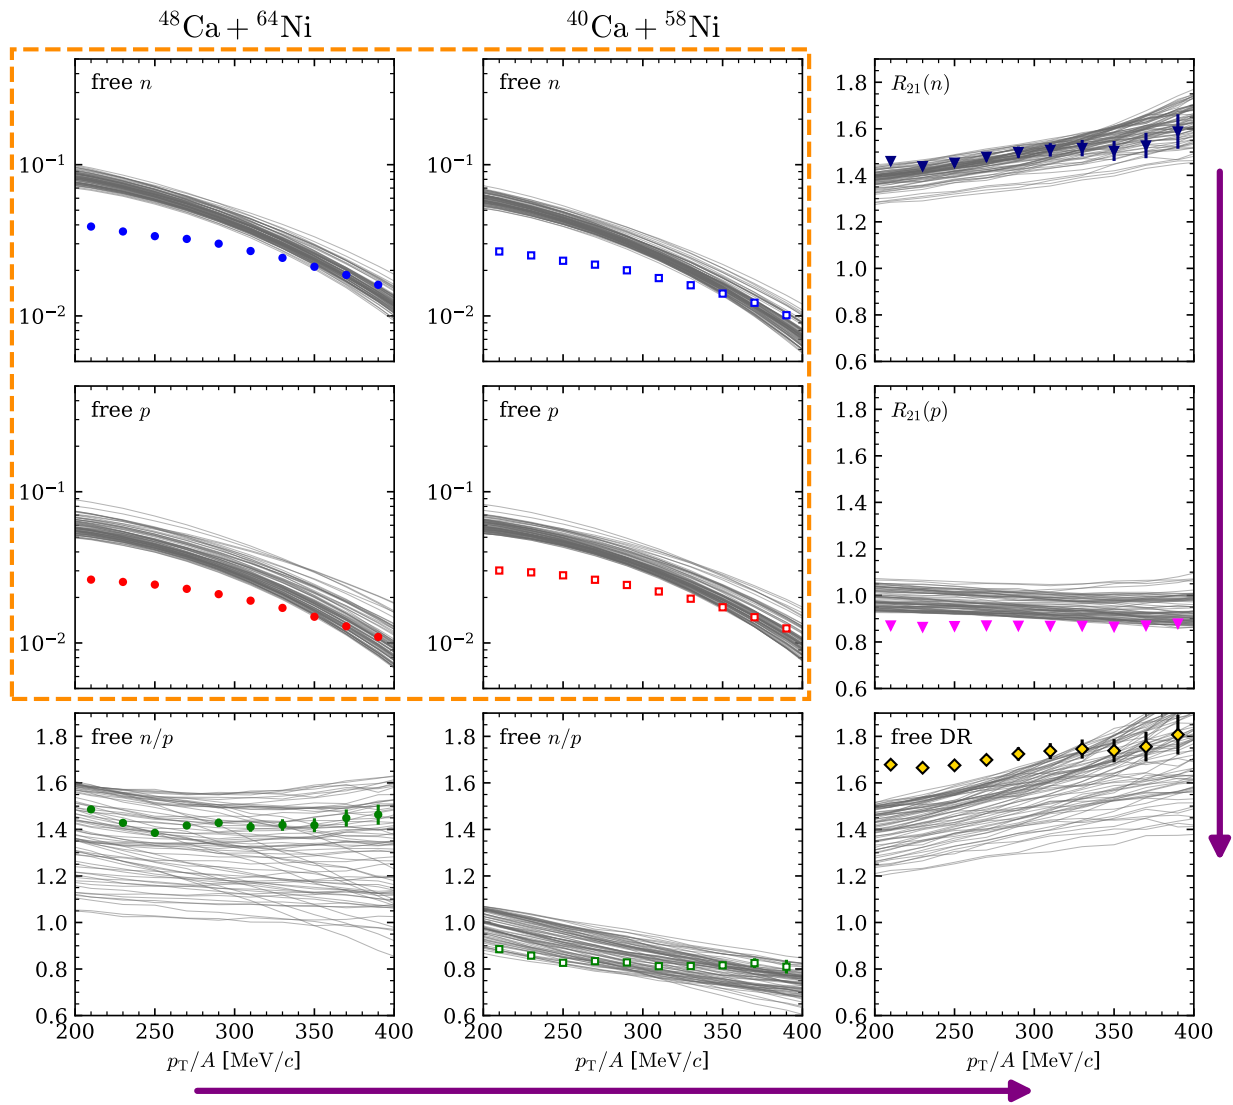 ⁴⁸Ca + ⁶⁴Ni
⁴⁰Ca + ⁵⁸Ni
free n
10⁻¹
10⁻²
free n
10⁻¹
10⁻²
R₂₁(n)
1.8
1.6
1.4
1.2
1.0
0.8
0.6
free p
10⁻¹
10⁻²
free p
10⁻¹
10⁻²
R₂₁(p)
1.8
1.6
1.4
1.2
1.0
0.8
0.6
free n/p
1.8
1.6
1.4
1.2
1.0
0.8
0.6
200 250 300 350 400
p_T/A [MeV/c]
free n/p
1.8
1.6
1.4
1.2
1.0
0.8
0.6
200 250 300 350 400
p_T/A [MeV/c]
free DR
1.8
1.6
1.4
1.2
1.0
0.8
0.6
200 250 300 350 400
p_T/A [MeV/c]